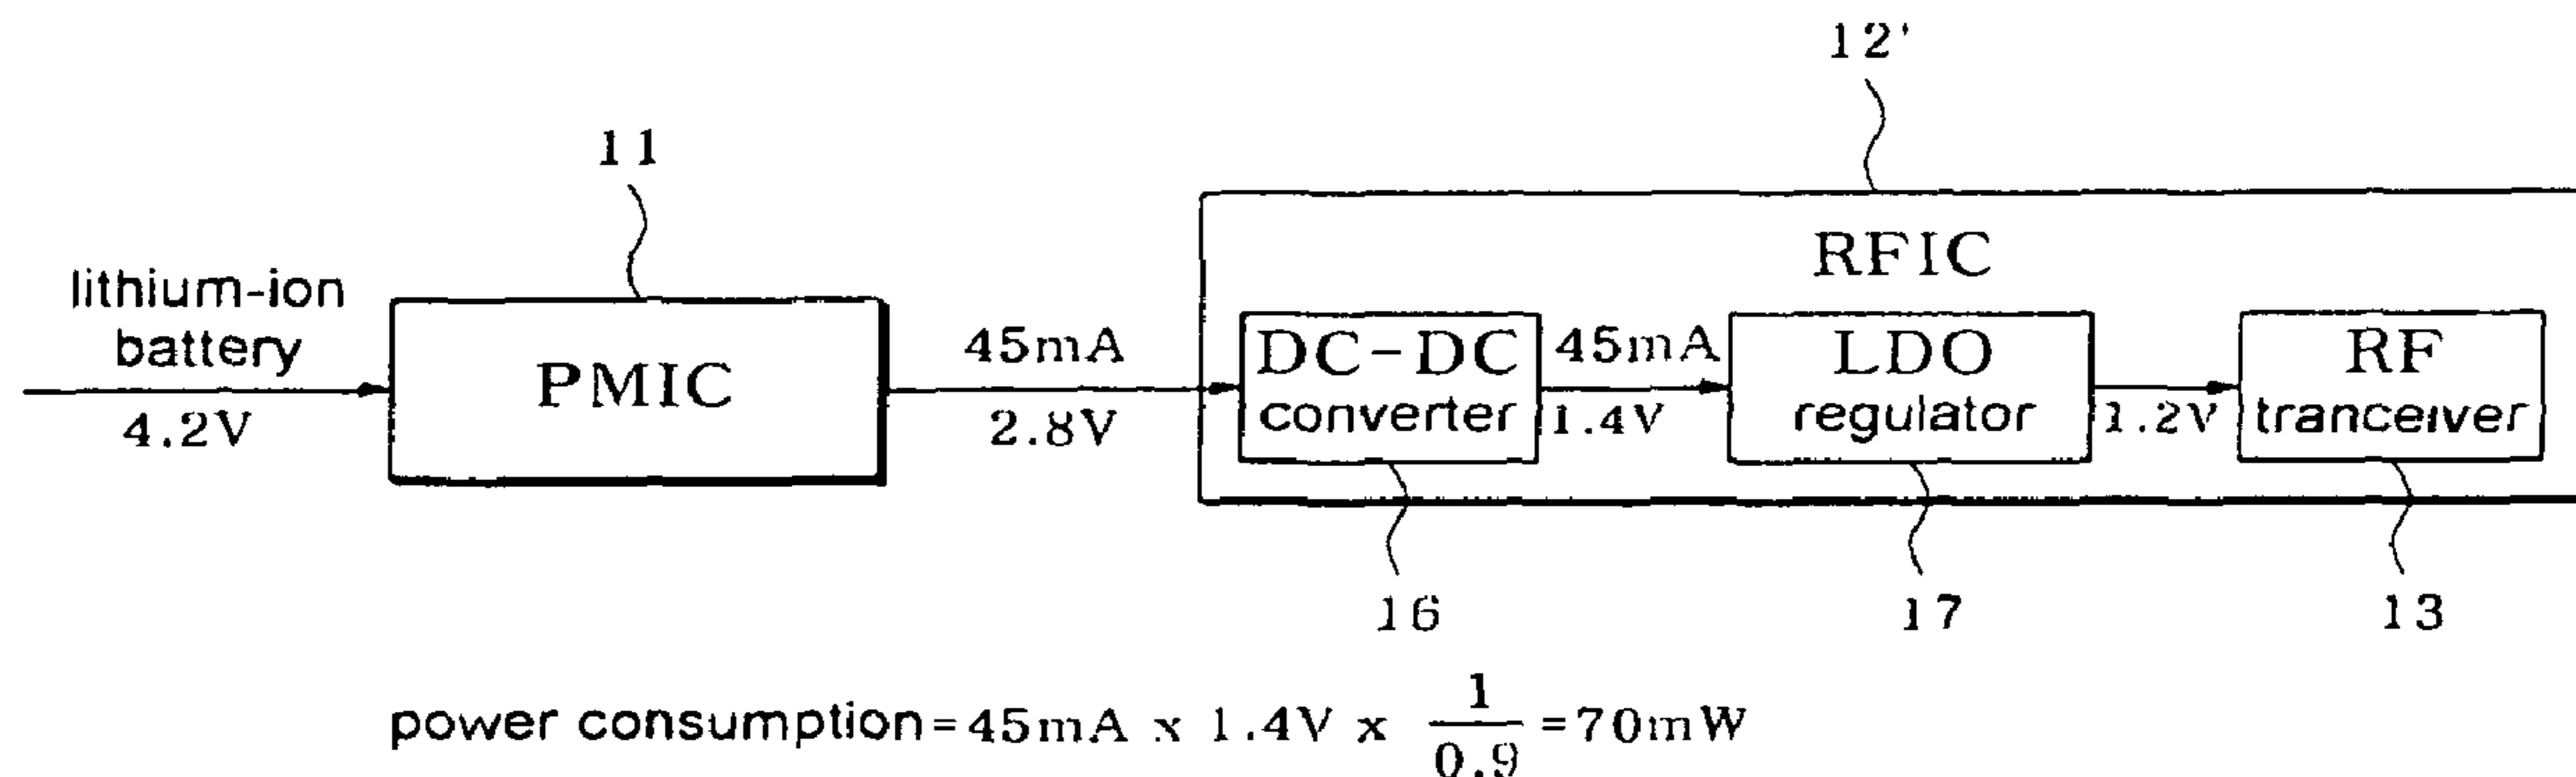 12'
11
RFIC
lithium-ion
battery
4.2V
PMIC
45mA
2.8V
DC-DC
converter
45mA
1.4V
LDO
regulator
1.2V
RF
tranceiver
16
17
13
power consumption=45mA x 1.4V x 1/0.9 =70mW